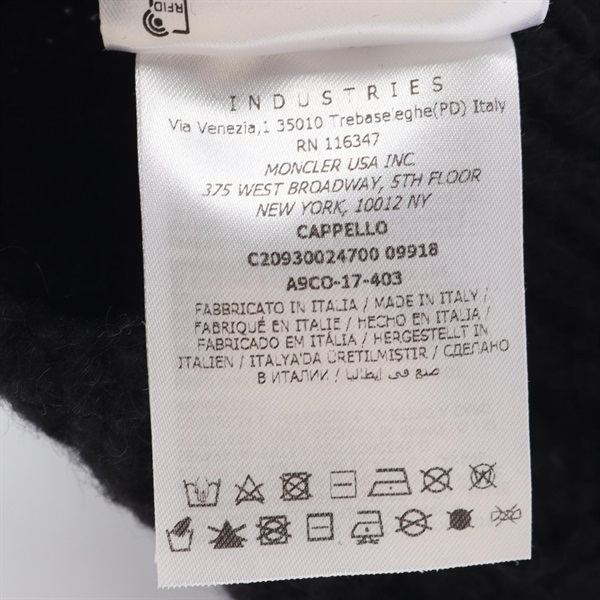 RFID
INDUSTRIES
Via Venezia,1 35010 Trebaseleghe(PD) Italy
RN 116347
MONCLER USA INC.
375 WEST BROADWAY, 5TH FLOOR
NEW YORK, 10012 NY
CAPPELLO
C20930024700 09918
A9CO-17-403
FABBRICATO IN ITALIA / MADE IN ITALY /
FABRIQUÉ EN ITALIE / HECHO EN ITALIA /
FABRICADO EM ITÁLIA / HERGESTELLT IN
ITALIEN / ITALYA'DA ÜRETILMISTIR / СДЕЛАНО
В ИТАЛИИ / صنع في إيطاليا